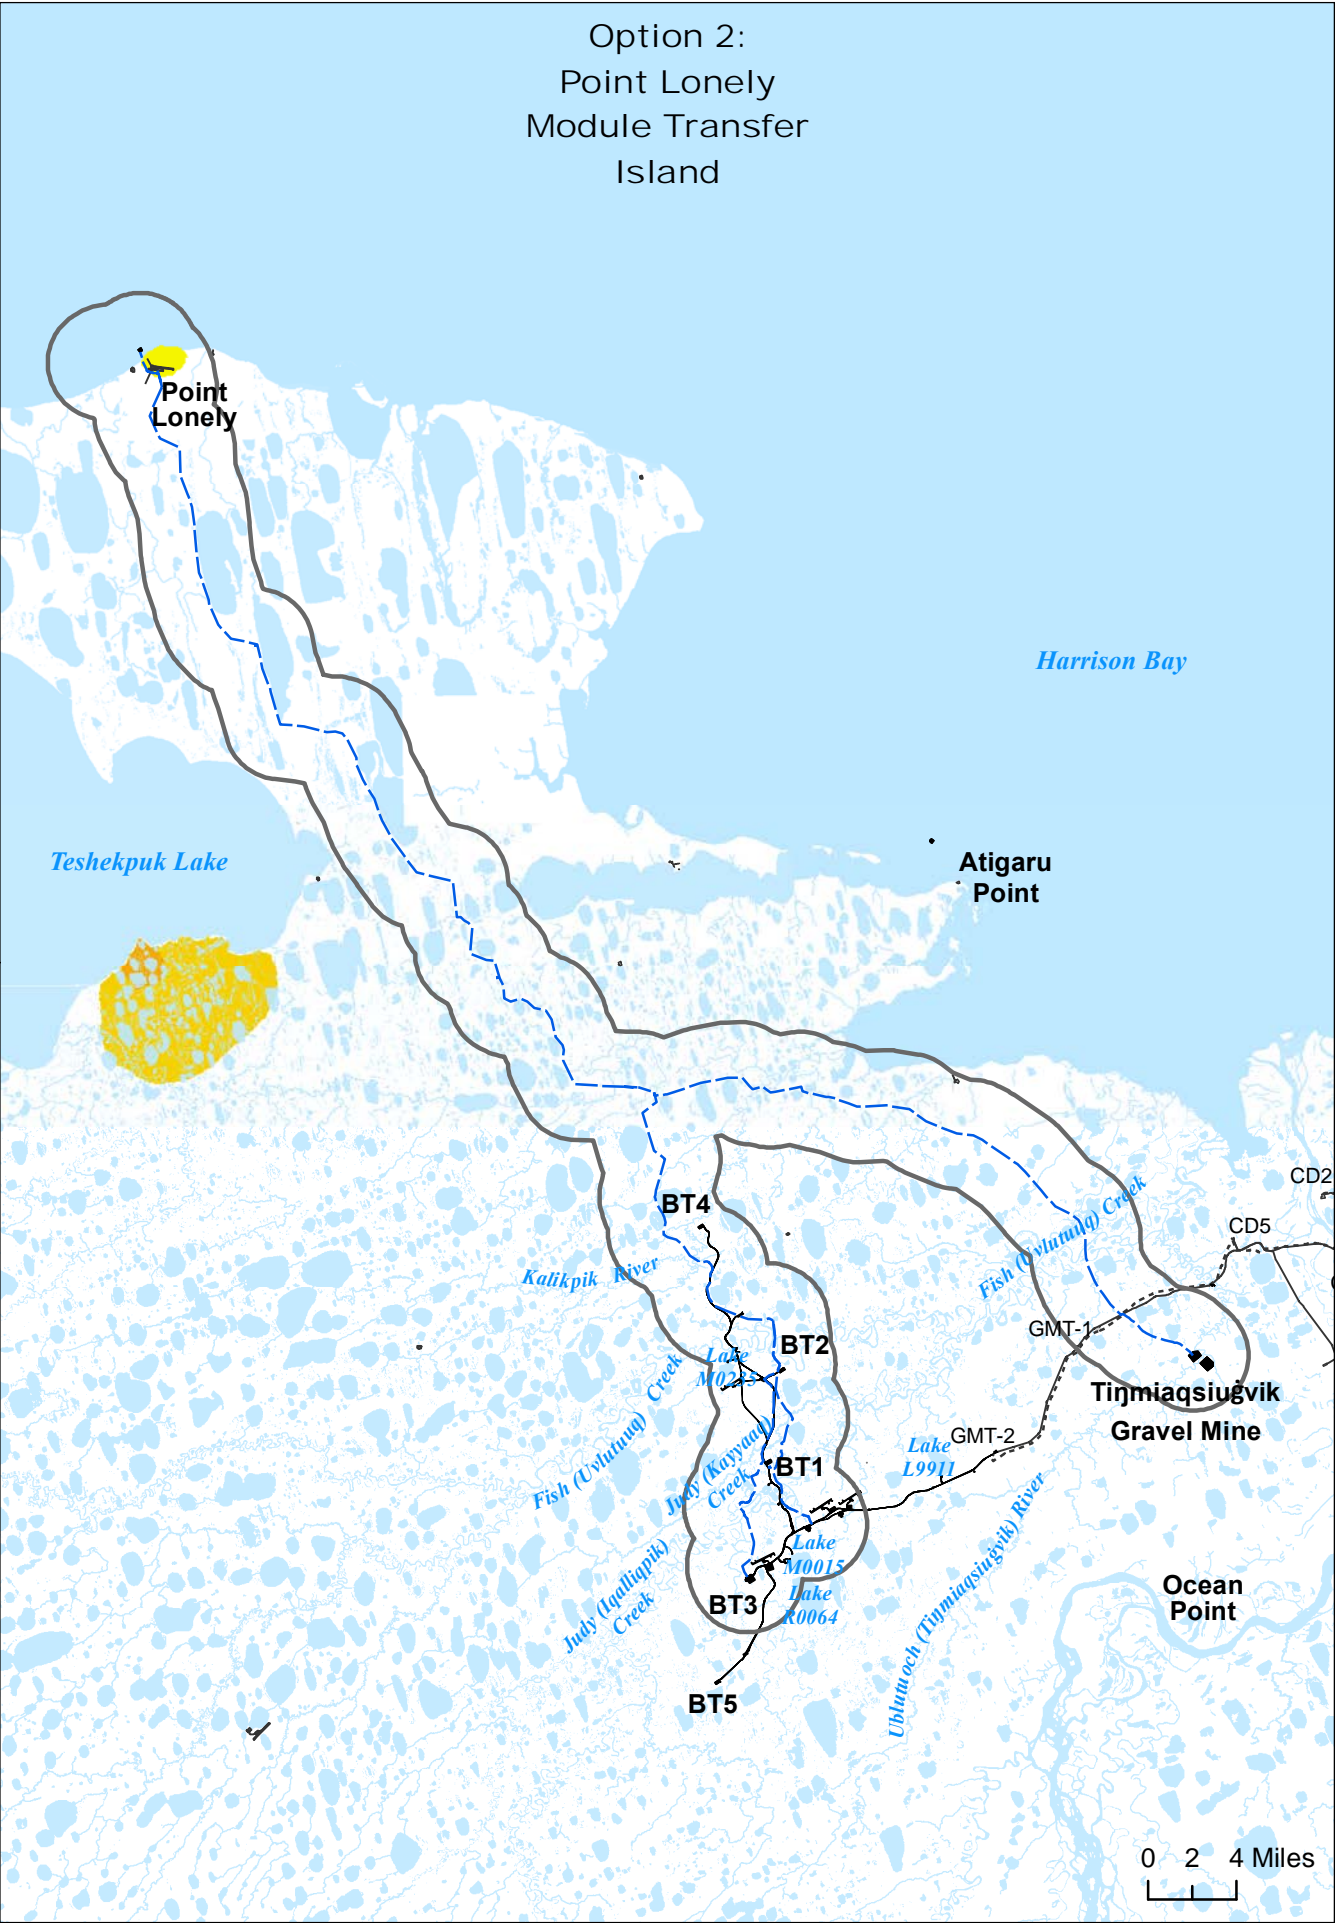 Option 2:
Point Lonely
Module Transfer
Island
Point
Lonely
Harrison Bay
Teshekpuk Lake
Atigaru
Point
CD2
BT4
Fish (Uvlutuuq) Creek
CD5
Kalikpik River
GMT-1
BT2
Lake
M0235
Tiŋmiaqsiuġvik
Gravel Mine
Fish (Uvlutuuq) Creek
Judy (Kayyaaq)
Creek
BT1
GMT-2
Lake
L9911
Judy (Iqalliqpik)
Creek
Lake
M0015
BT3
Lake
R0064
Ublutuoch (Tiŋmiaqsiuġvik) River
Ocean
Point
BT5
0 2 4 Miles